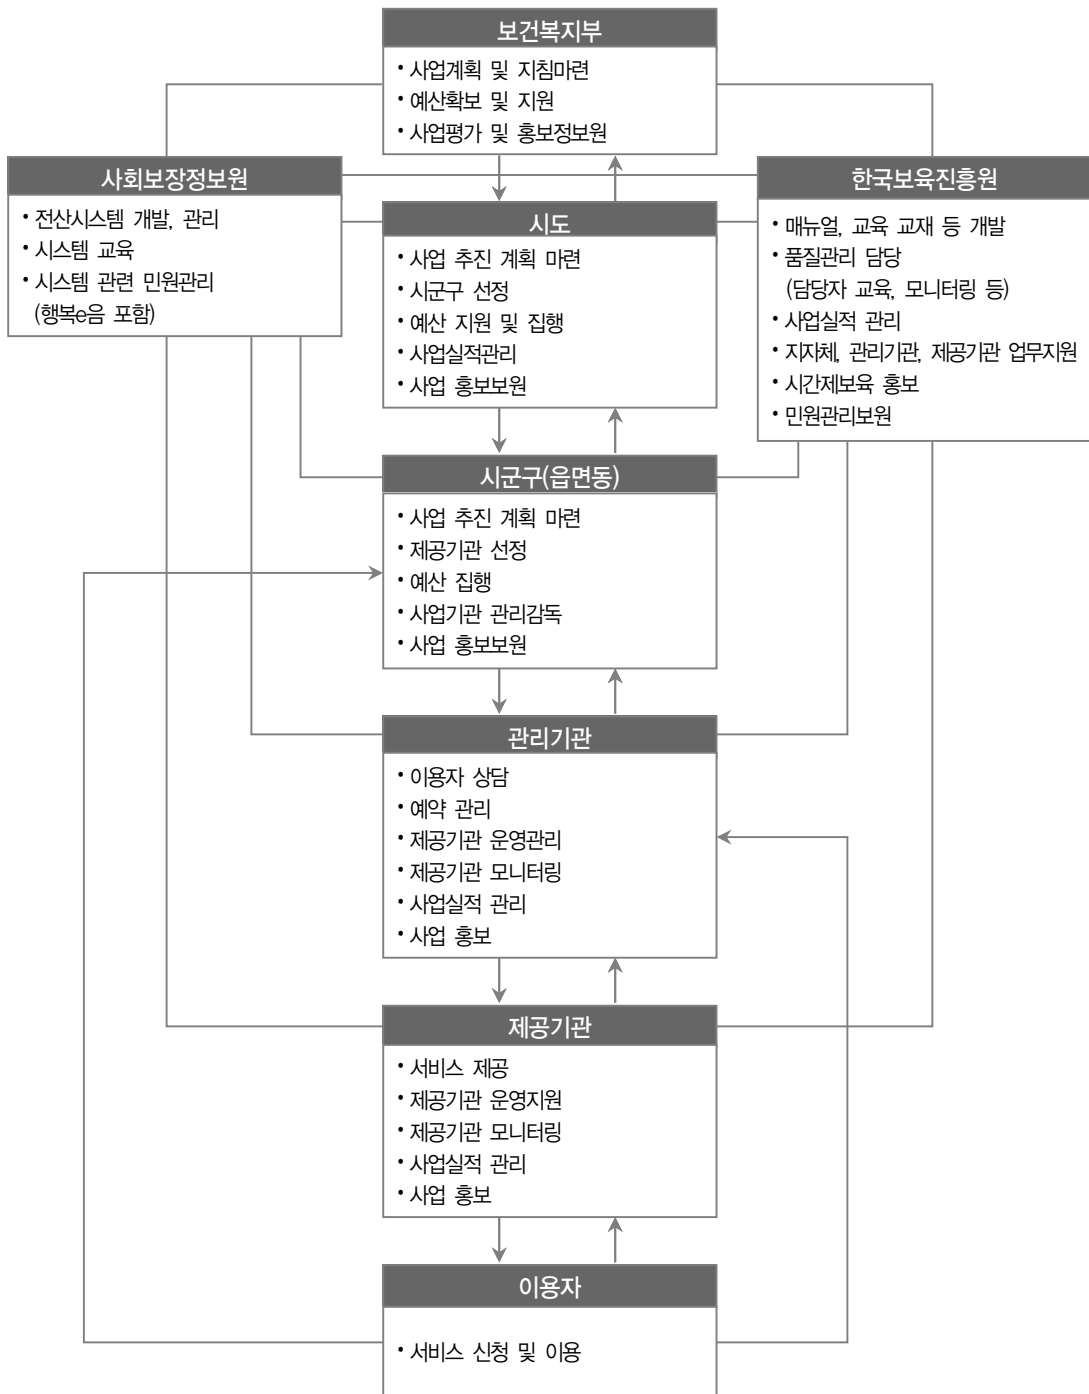 보건복지부
• 사업계획 및 지침마련
• 예산확보 및 지원
• 사업평가 및 홍보정보원
사회보장정보원
• 전산시스템 개발, 관리
• 시스템 교육
• 시스템 관련 민원관리
(행복e음 포함)
한국보육진흥원
• 매뉴얼, 교육 교재 등 개발
• 품질관리 담당
(담당자 교육, 모니터링 등)
• 사업실적 관리
• 지자체, 관리기관, 제공기관 업무지원
• 시간제보육 홍보
• 민원관리보원
시도
• 사업 추진 계획 마련
• 시군구 선정
• 예산 지원 및 집행
• 사업실적관리
• 사업 홍보보원
시군구(읍면동)
• 사업 추진 계획 마련
• 제공기관 선정
• 예산 집행
• 사업기관 관리감독
• 사업 홍보보원
관리기관
• 이용자 상담
• 예약 관리
• 제공기관 운영관리
• 제공기관 모니터링
• 사업실적 관리
• 사업 홍보
제공기관
• 서비스 제공
• 제공기관 운영지원
• 제공기관 모니터링
• 사업실적 관리
• 사업 홍보
이용자
• 서비스 신청 및 이용